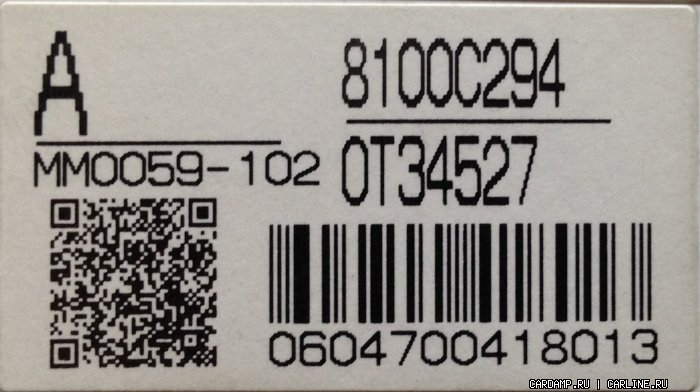 A
MM0059-102
8100C294
0T34527
0604700418013
CARDAMP.RU | CARLINE.RU